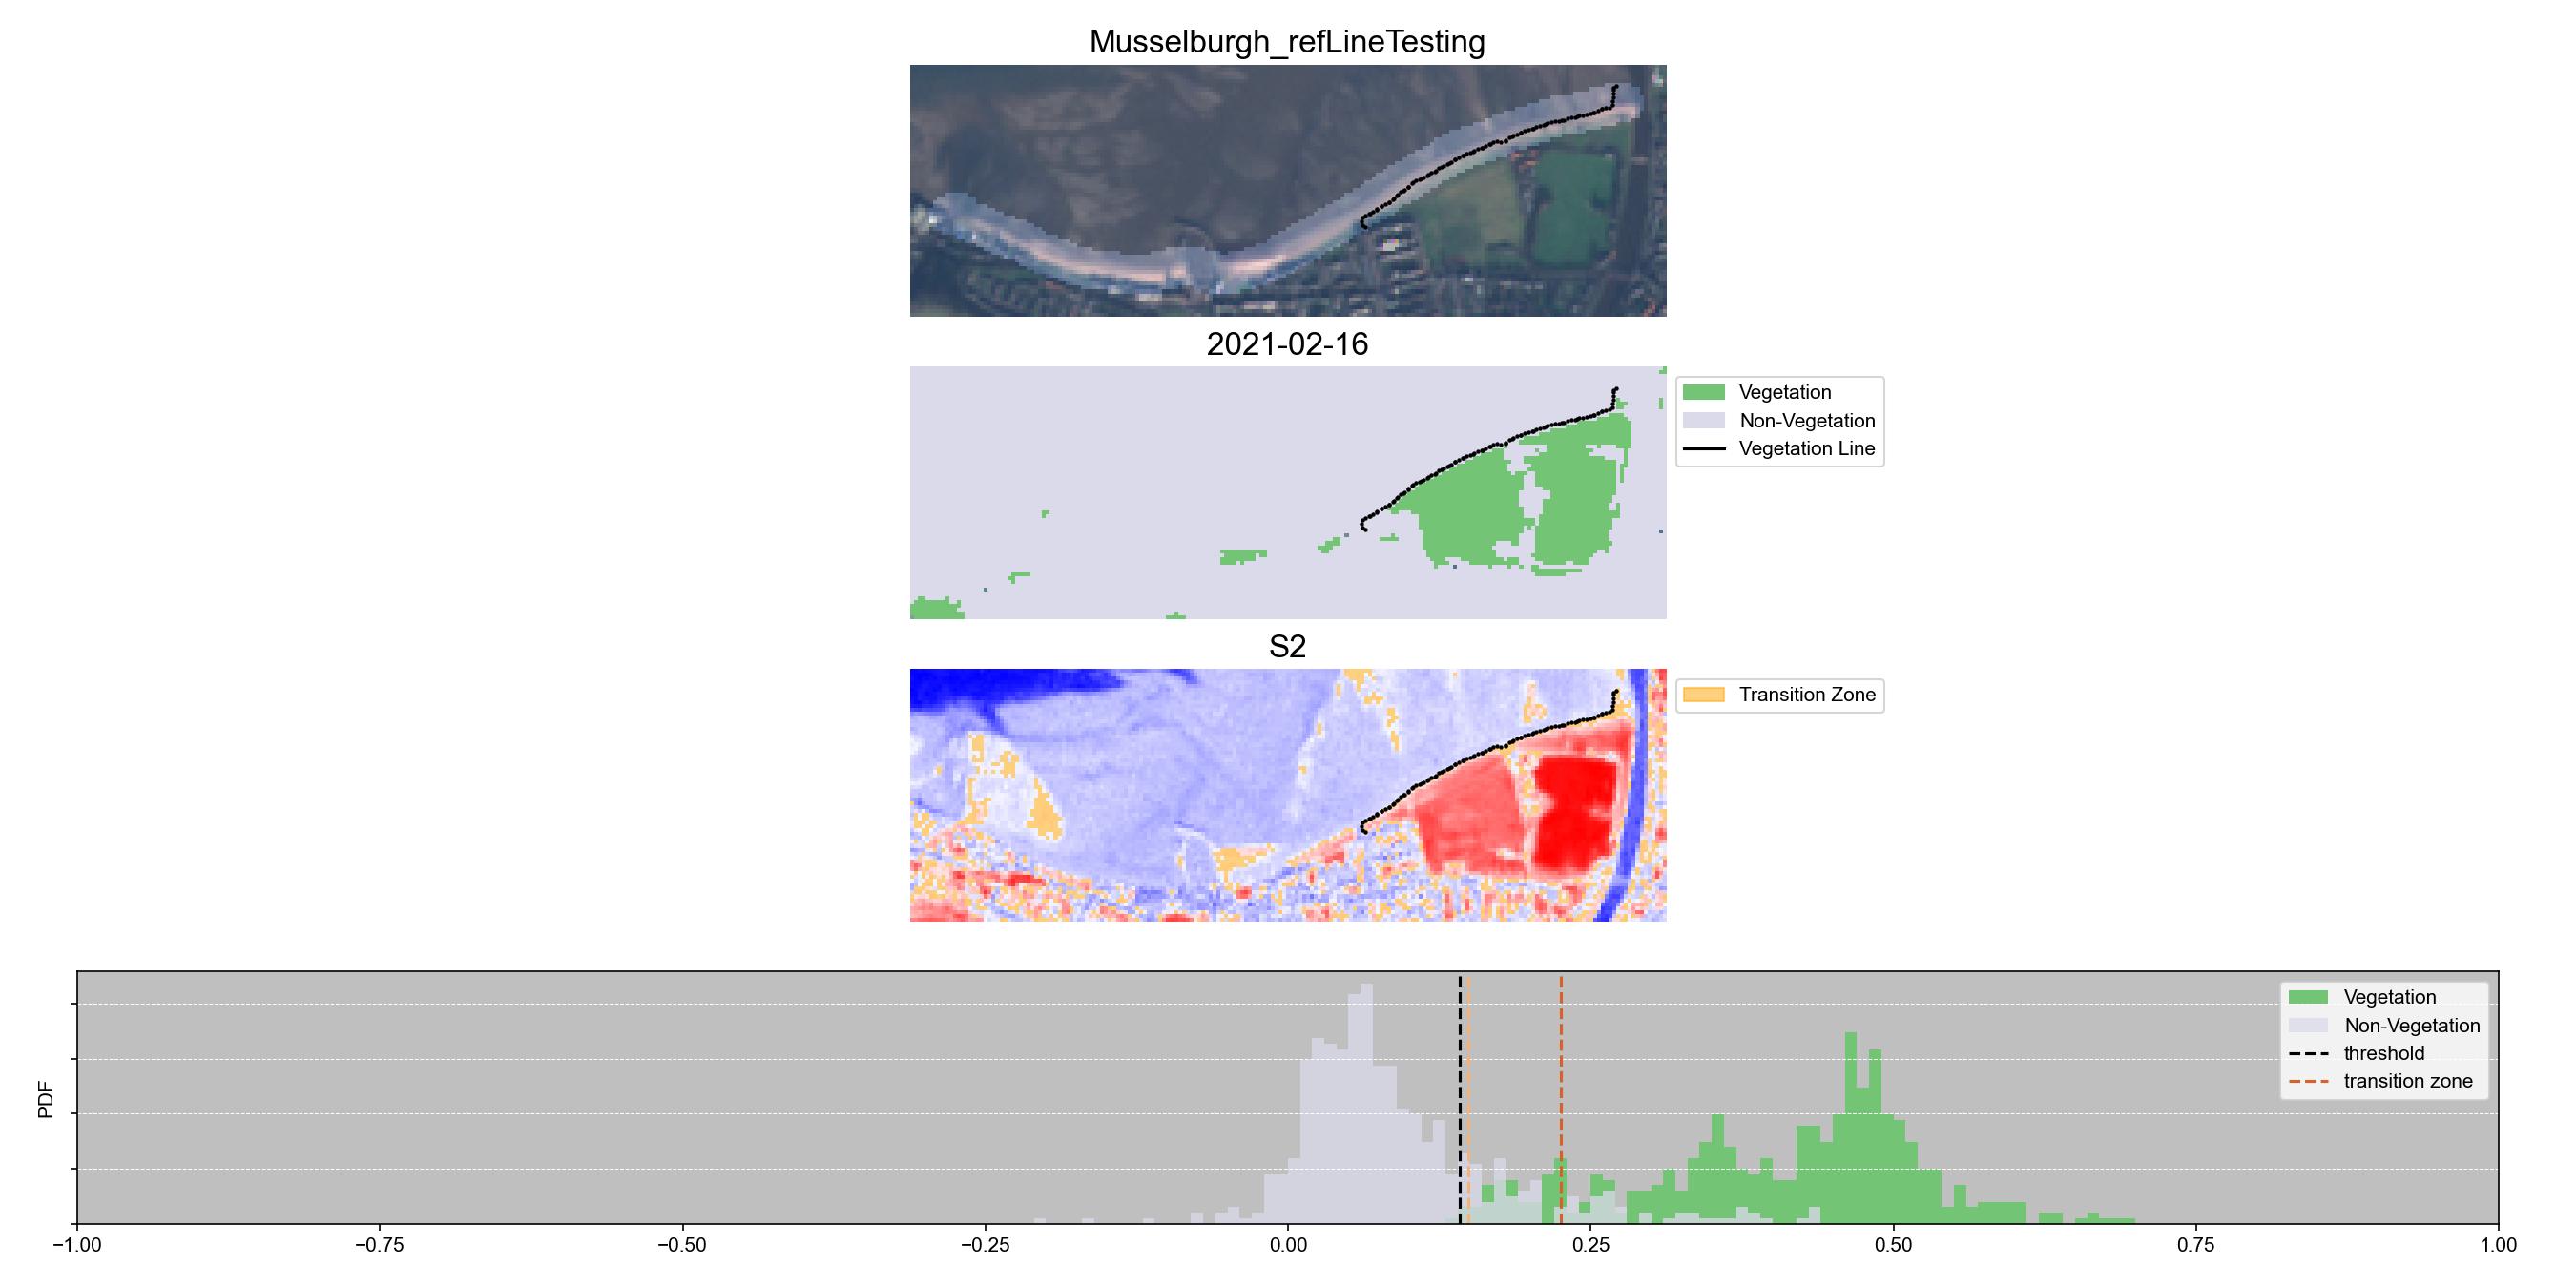 Musselburgh_refLineTesting
2021-02-16
Vegetation
Non-Vegetation
Vegetation Line
S2
Transition Zone
PDF
Vegetation
Non-Vegetation
threshold
transition zone
−1.00 −0.75 −0.50 −0.25 0.00 0.25 0.50 0.75 1.00